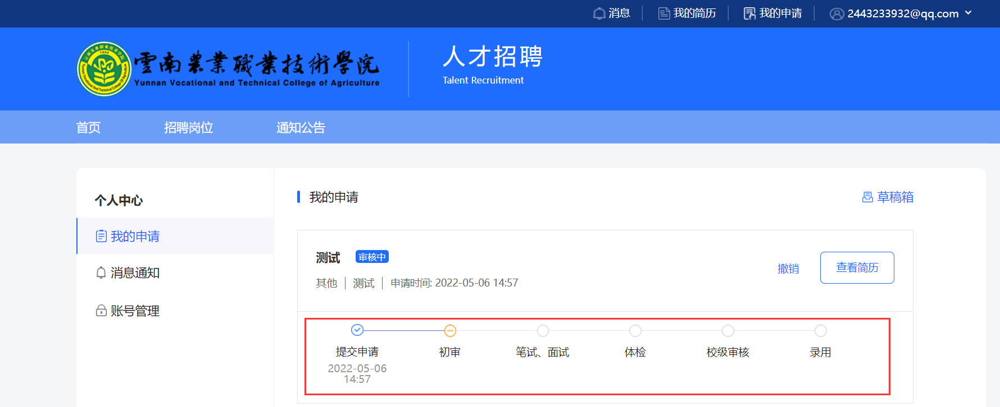 消息 我的简历 我的申请 2443233932@qq.com
雲南農業職業技術學院
Yunnan Vocational and Technical College of Agriculture
人才招聘
Talent Recruitment
首页 招聘岗位 通知公告
个人中心
我的申请
消息通知
账号管理
我的申请 草稿箱
测试 审核中
其他 测试 申请时间: 2022-05-06 14:57
撤销 查看简历
提交申请 初审 笔试、面试 体检 校级审核 录用
2022-05-06
14:57